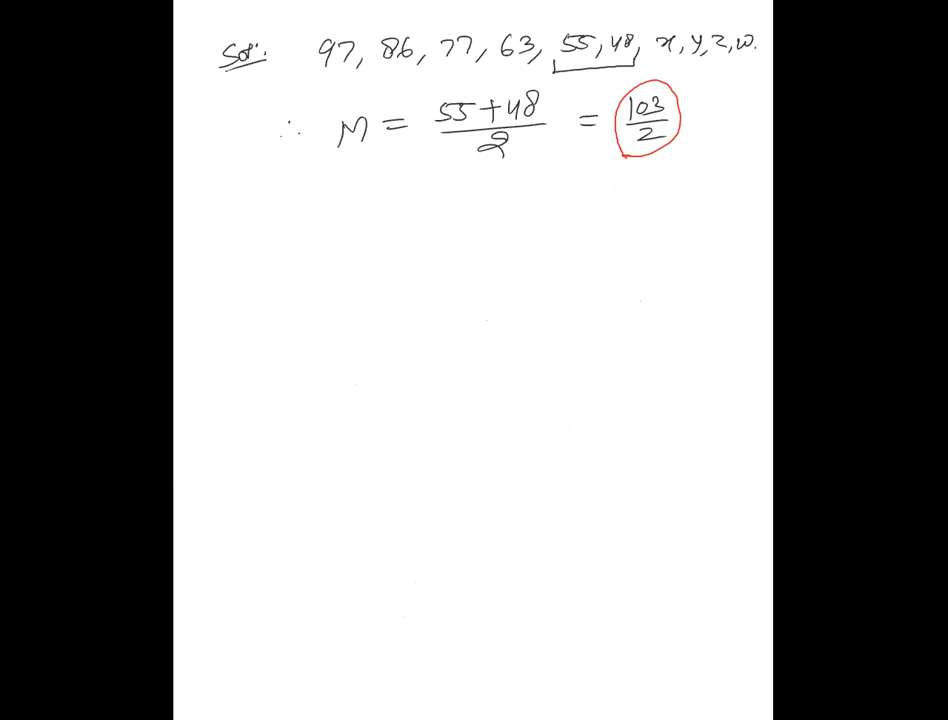 Sol: 97, 86, 77, 63, 55, 48, x, y, z, w.
∴ M = 55+48/2 = 103/2